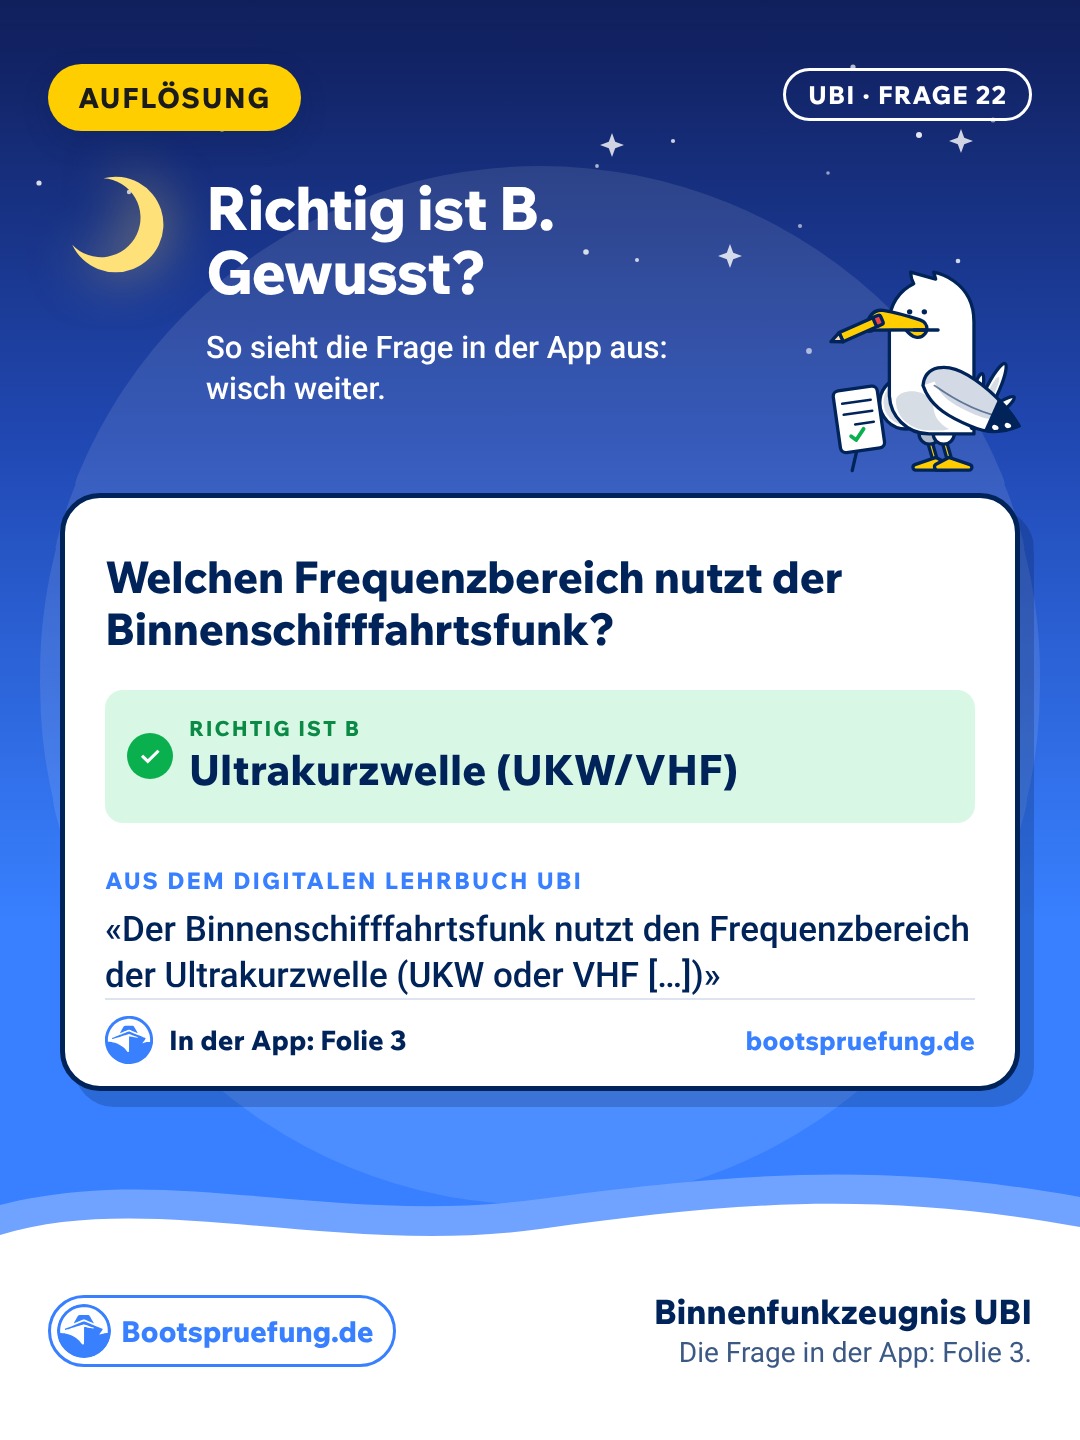 AUFLÖSUNG
UBI · FRAGE 22
Richtig ist B.
Gewusst?
So sieht die Frage in der App aus:
wisch weiter.
Welchen Frequenzbereich nutzt der
Binnenschifffahrtsfunk?
RICHTIG IST B
Ultrakurzwelle (UKW/VHF)
AUS DEM DIGITALEN LEHRBUCH UBI
«Der Binnenschifffahrtsfunk nutzt den Frequenzbereich
der Ultrakurzwelle (UKW oder VHF [...])»
In der App: Folie 3
bootspruefung.de
Bootspruefung.de
Binnenfunkzeugnis UBI
Die Frage in der App: Folie 3.